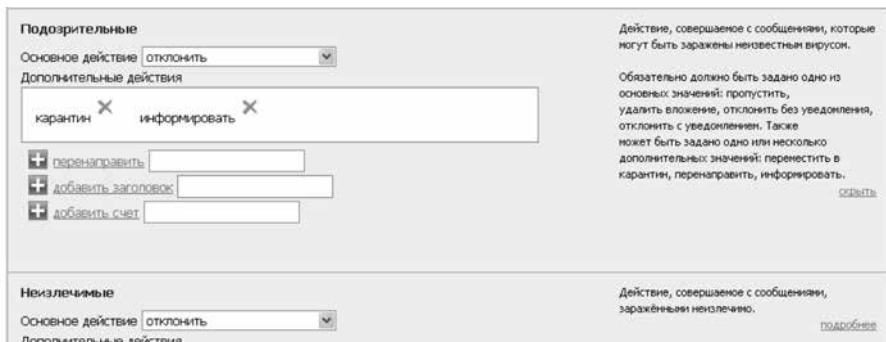 Подозрительные
Основное действие отклонить
Дополнительные действия
карантин информировать
перенаправить
добавить заголовок
добавить счет
Действие, совершаемое с сообщениями, которые
могут быть заражены неизвестным вирусом.
Обязательно должно быть задано одно из
основных значений: пропустить,
удалить вложение, отклонить без уведомления,
отклонить с уведомлением. Также
может быть задано одно или несколько
дополнительных значений: переместить в
карантин, перенаправить, информировать.
скрыть
Неизлечимые
Основное действие отклонить
Дополнительные действия
Действие, совершаемое с сообщениями,
заражёнными неизлечимо.
подробнее